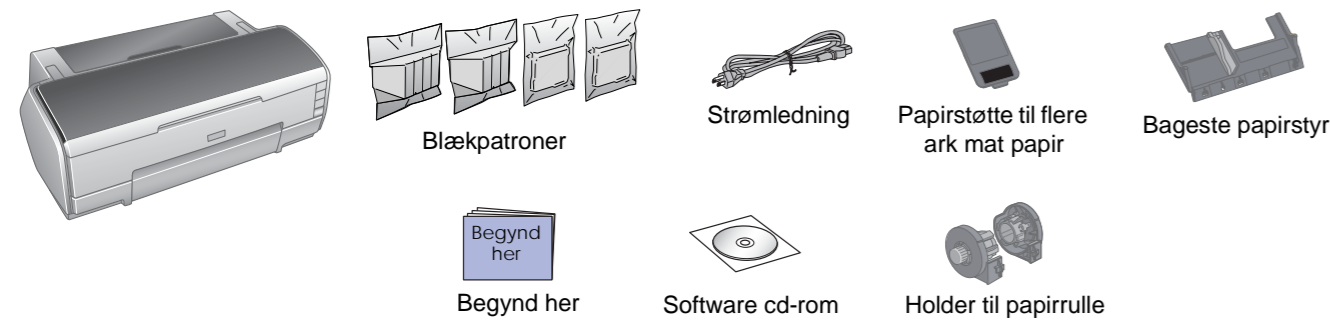 Blækpatroner
Strømledning
Papirstøtte til flere
ark mat papir
Bageste papirstyr
Begynd
her
Begynd her
Software cd-rom
Holder til papirrulle